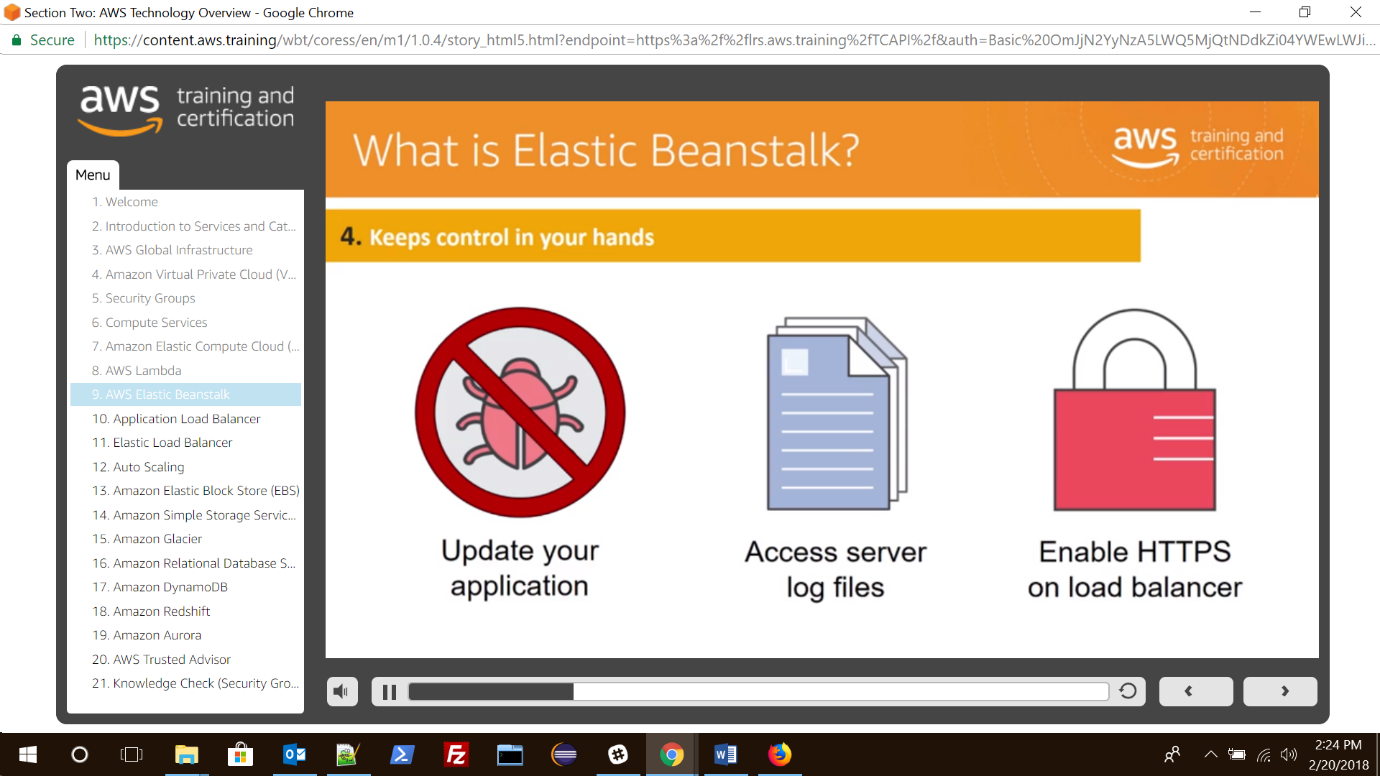 Section Two: AWS Technology Overview - Google Chrome
Secure
https://content.aws.training/wbt/coress/en/m1/1.0.4/story_html5.html?endpoint=https%3a%2f%2flrs.aws.training%2fTCAPI%2f&auth=Basic%20OmJjN2YyNzA5LWQ5MjQtNDdkZi04YWEwLWJi...
aws training and
certification
Menu
1. Welcome
2. Introduction to Services and Cat...
3. AWS Global Infrastructure
4. Amazon Virtual Private Cloud (V...
5. Security Groups
6. Compute Services
7. Amazon Elastic Compute Cloud (...
8. AWS Lambda
9. AWS Elastic Beanstalk
10. Application Load Balancer
11. Elastic Load Balancer
12. Auto Scaling
13. Amazon Elastic Block Store (EBS)
14. Amazon Simple Storage Servic...
15. Amazon Glacier
16. Amazon Relational Database S...
17. Amazon DynamoDB
18. Amazon Redshift
19. Amazon Aurora
20. AWS Trusted Advisor
21. Knowledge Check (Security Gro...
What is Elastic Beanstalk?
aws training and
certification
4. Keeps control in your hands
Update your
application
Access server
log files
Enable HTTPS
on load balancer
2:24 PM
2/20/2018